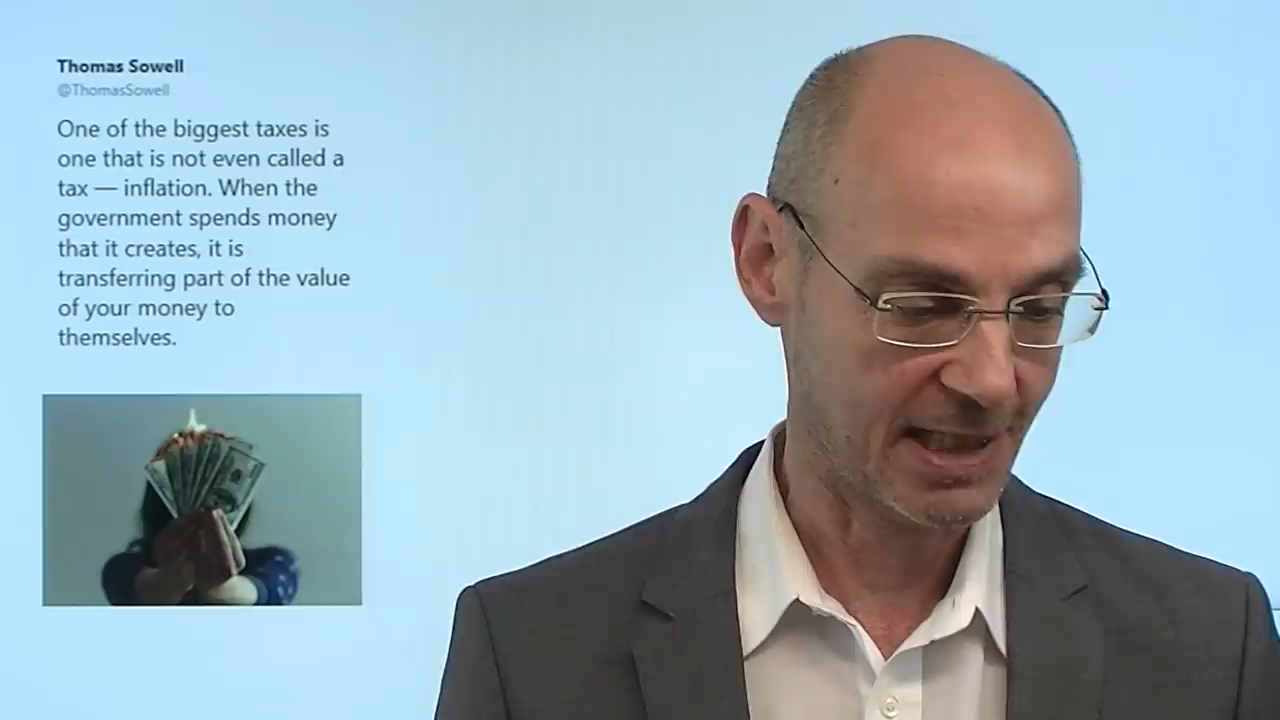 Thomas Sowell
@ThomasSowell
One of the biggest taxes is
one that is not even called a
tax — inflation. When the
government spends money
that it creates, it is
transferring part of the value
of your money to
themselves.